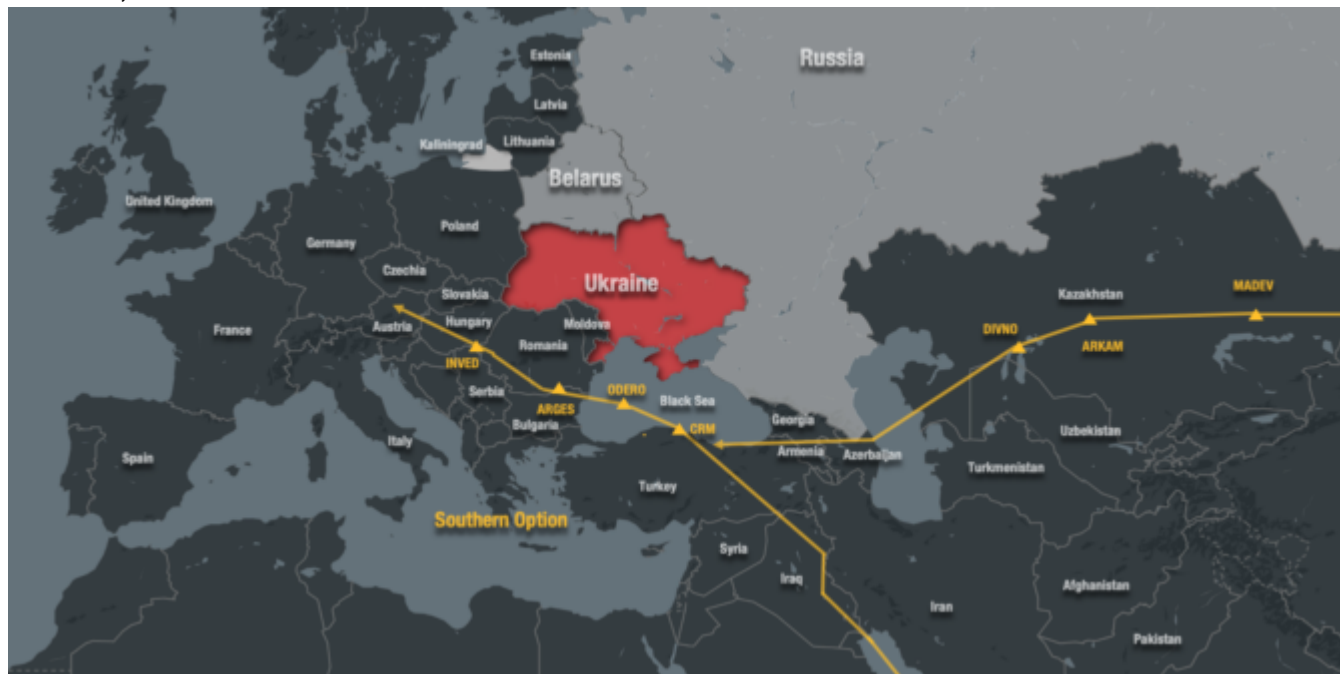 Russia
Estonia
Latvia
Lithuania
Kaliningrad
Belarus
United Kingdom
Poland
Germany
Czechia
Ukraine
Slovakia
MADEV
Kazakhstan
France
Austria
Hungary
Moldova
DIVNO
Romania
ARKAM
INVED
Serbia
ODERO
Black Sea
ARGES
Georgia
Bulgaria
CRM
Uzbekistan
Italy
Armenia
Azerbaijan
Spain
Turkmenistan
Turkey
Southern Option
Syria
Iraq
Afghanistan
Iran
Pakistan